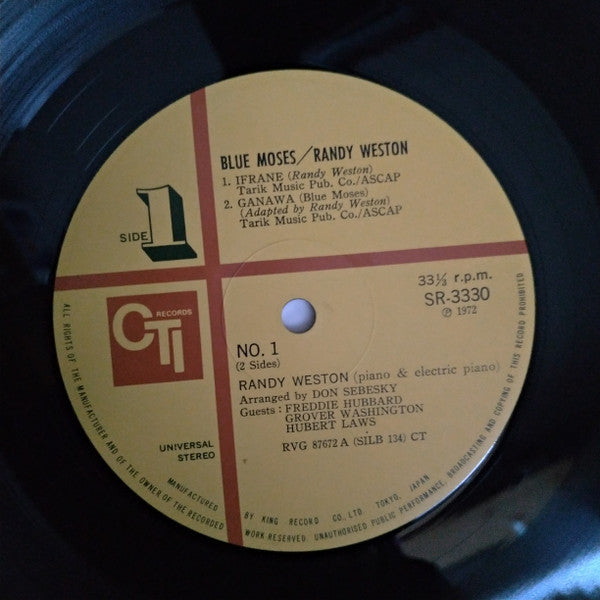 BLUE MOSES/RANDY WESTON
1. IFRANE (Randy Weston)
Tarik Music Pub. Co./ASCAP
2. GANAWA (Blue Moses)
(Adapted by Randy Weston)
Tarik Music Pub. Co./ASCAP
SIDE 1
33⅓ r.p.m.
SR-3330
Ⓟ 1972
CTI RECORDS
NO. 1
(2 Sides)
RANDY WESTON (piano & electric piano)
Arranged by DON SEBESKY
Guests : FREDDIE HUBBARD
GROVER WASHINGTON
HUBERT LAWS
RVG 87672 A (SILB 134) CT
UNIVERSAL
STEREO
MANUFACTURED BY KING RECORD CO., LTD. TOKYO, JAPAN
ALL RIGHTS OF THE MANUFACTURER AND OF THE OWNER OF THE RECORDED WORK RESERVED. UNAUTHORISED PUBLIC PERFORMANCE, BROADCASTING AND COPYING OF THIS RECORD PROHIBITED